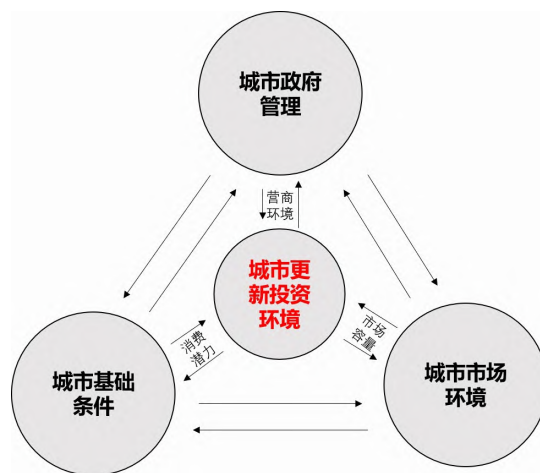 城市政府
管理
营商
环境
城市更
新投资
环境
消费
潜力
市场
容量
城市基础
条件
城市市场
环境